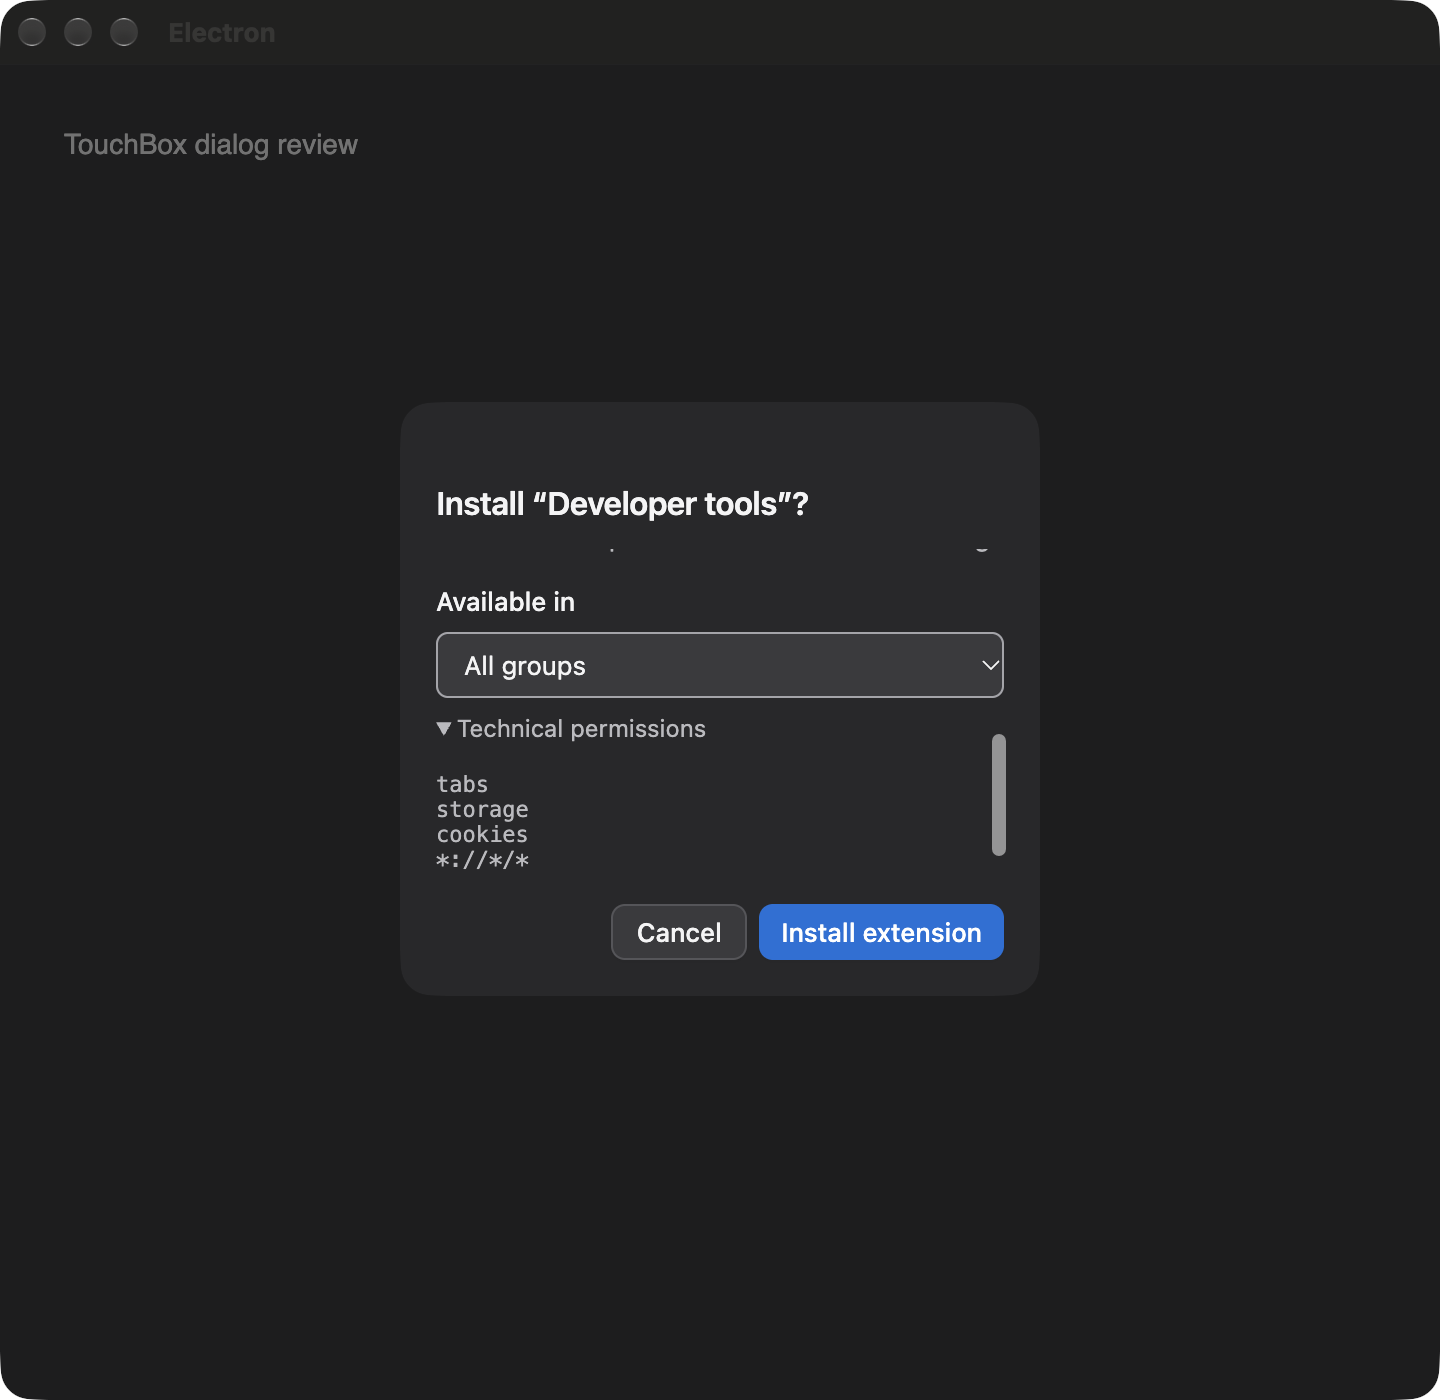 Electron
TouchBox dialog review
Install “Developer tools”?
Available in
All groups
Technical permissions
tabs
storage
cookies
*://*/*
Cancel
Install extension